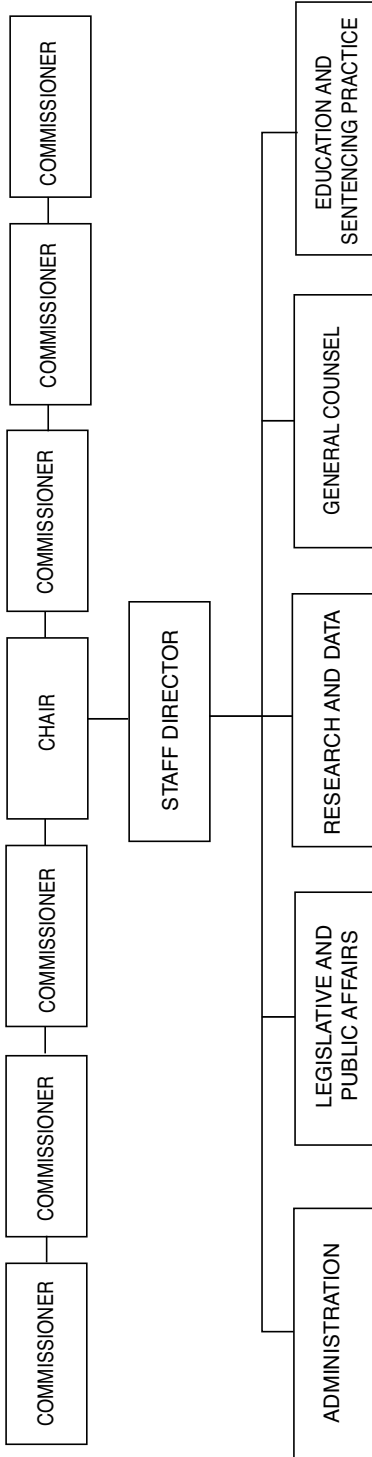 COMMISSIONER
COMMISSIONER
COMMISSIONER
CHAIR
COMMISSIONER
COMMISSIONER
COMMISSIONER
STAFF DIRECTOR
ADMINISTRATION
LEGISLATIVE AND
PUBLIC AFFAIRS
RESEARCH AND DATA
GENERAL COUNSEL
EDUCATION AND
SENTENCING PRACTICE